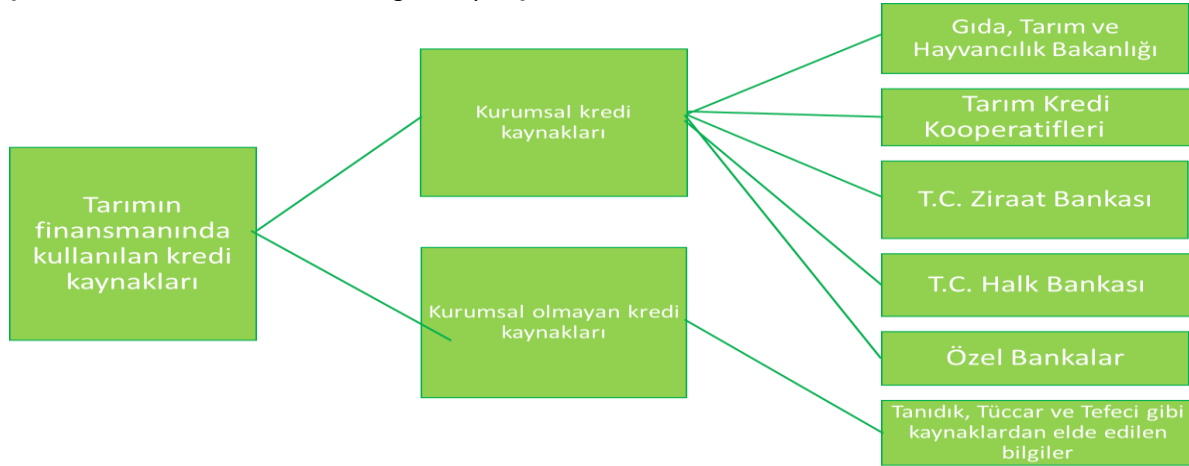 Tarımın
finansmanında
kullanılan kredi
kaynakları
Kurumsal kredi
kaynakları
Kurumsal olmayan kredi
kaynakları
Gıda, Tarım ve
Hayvancılık Bakanlığı
Tarım Kredi
Kooperatifleri
T.C. Ziraat Bankası
T.C. Halk Bankası
Özel Bankalar
Tanıdık, Tüccar ve Tefeci gibi
kaynaklardan elde edilen
bilgiler